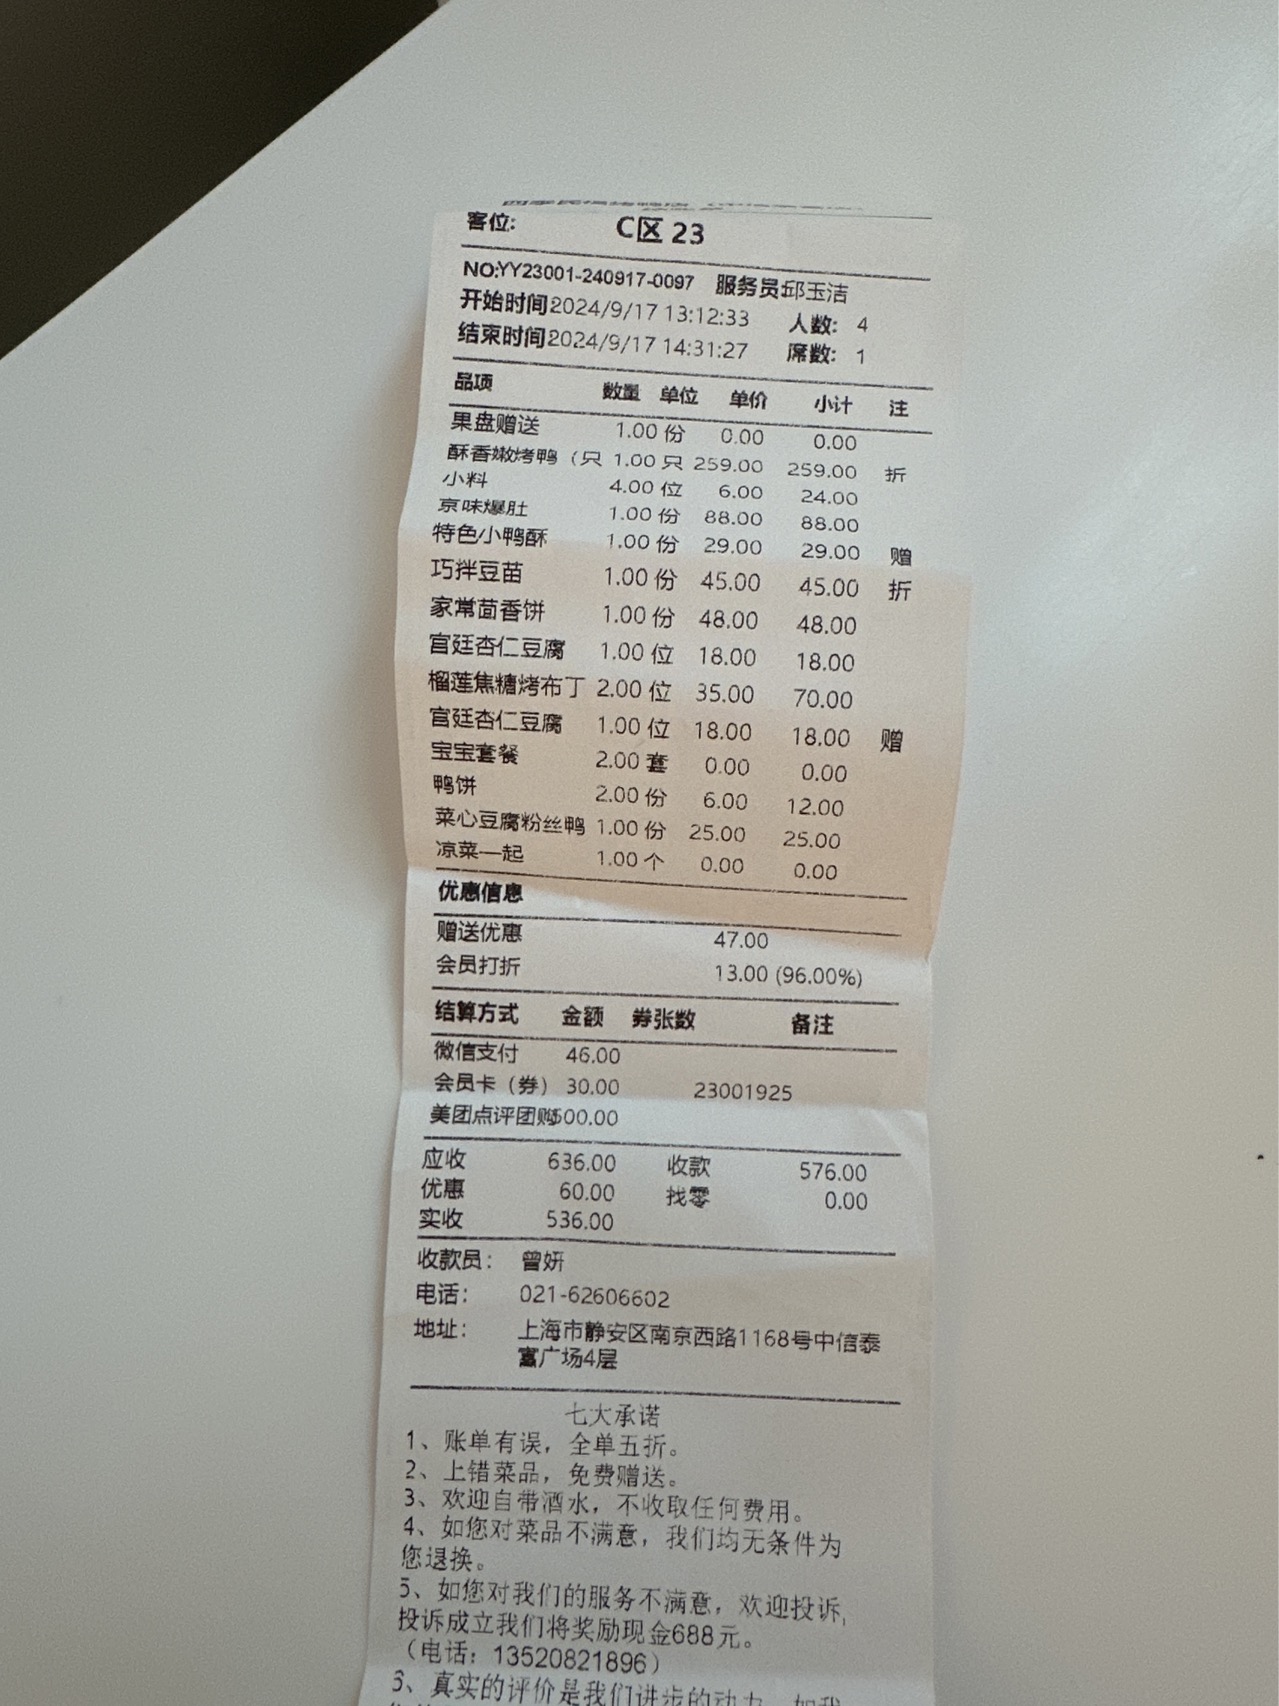 客位: C区 23
NO:YY23001-240917-0097 服务员:邱玉洁
开始时间2024/9/17 13:12:33 人数: 4
结束时间2024/9/17 14:31:27 席数: 1
品项 数量 单位 单价 小计 注
果盘赠送 1.00 份 0.00 0.00
酥香嫩烤鸭（只 1.00 只 259.00 259.00 折
小料 4.00 位 6.00 24.00
京味爆肚 1.00 份 88.00 88.00
特色小鸭酥 1.00 份 29.00 29.00 赠
巧拌豆苗 1.00 份 45.00 45.00 折
家常茴香饼 1.00 份 48.00 48.00
宫廷杏仁豆腐 1.00 位 18.00 18.00
榴莲焦糖烤布丁 2.00 位 35.00 70.00
宫廷杏仁豆腐 1.00 位 18.00 18.00 赠
宝宝套餐 2.00 套 0.00 0.00
鸭饼 2.00 份 6.00 12.00
菜心豆腐粉丝鸭 1.00 份 25.00 25.00
凉菜一起 1.00 个 0.00 0.00
优惠信息
赠送优惠 47.00
会员打折 13.00 (96.00%)
结算方式 金额 券张数 备注
微信支付 46.00
会员卡（券） 30.00 23001925
美团点评团购500.00
应收 636.00 收款 576.00
优惠 60.00 找零 0.00
实收 536.00
收款员: 曾妍
电话: 021-62606602
地址: 上海市静安区南京西路1168号中信泰
富广场4层
七大承诺
1、账单有误，全单五折。
2、上错菜品，免费赠送。
3、欢迎自带酒水，不收取任何费用。
4、如您对菜品不满意，我们均无条件为
您退换。
5、如您对我们的服务不满意，欢迎投诉,
投诉成立我们将奖励现金688元。
（电话：13520821896）
6、真实的评价是我们进步的动力，如我